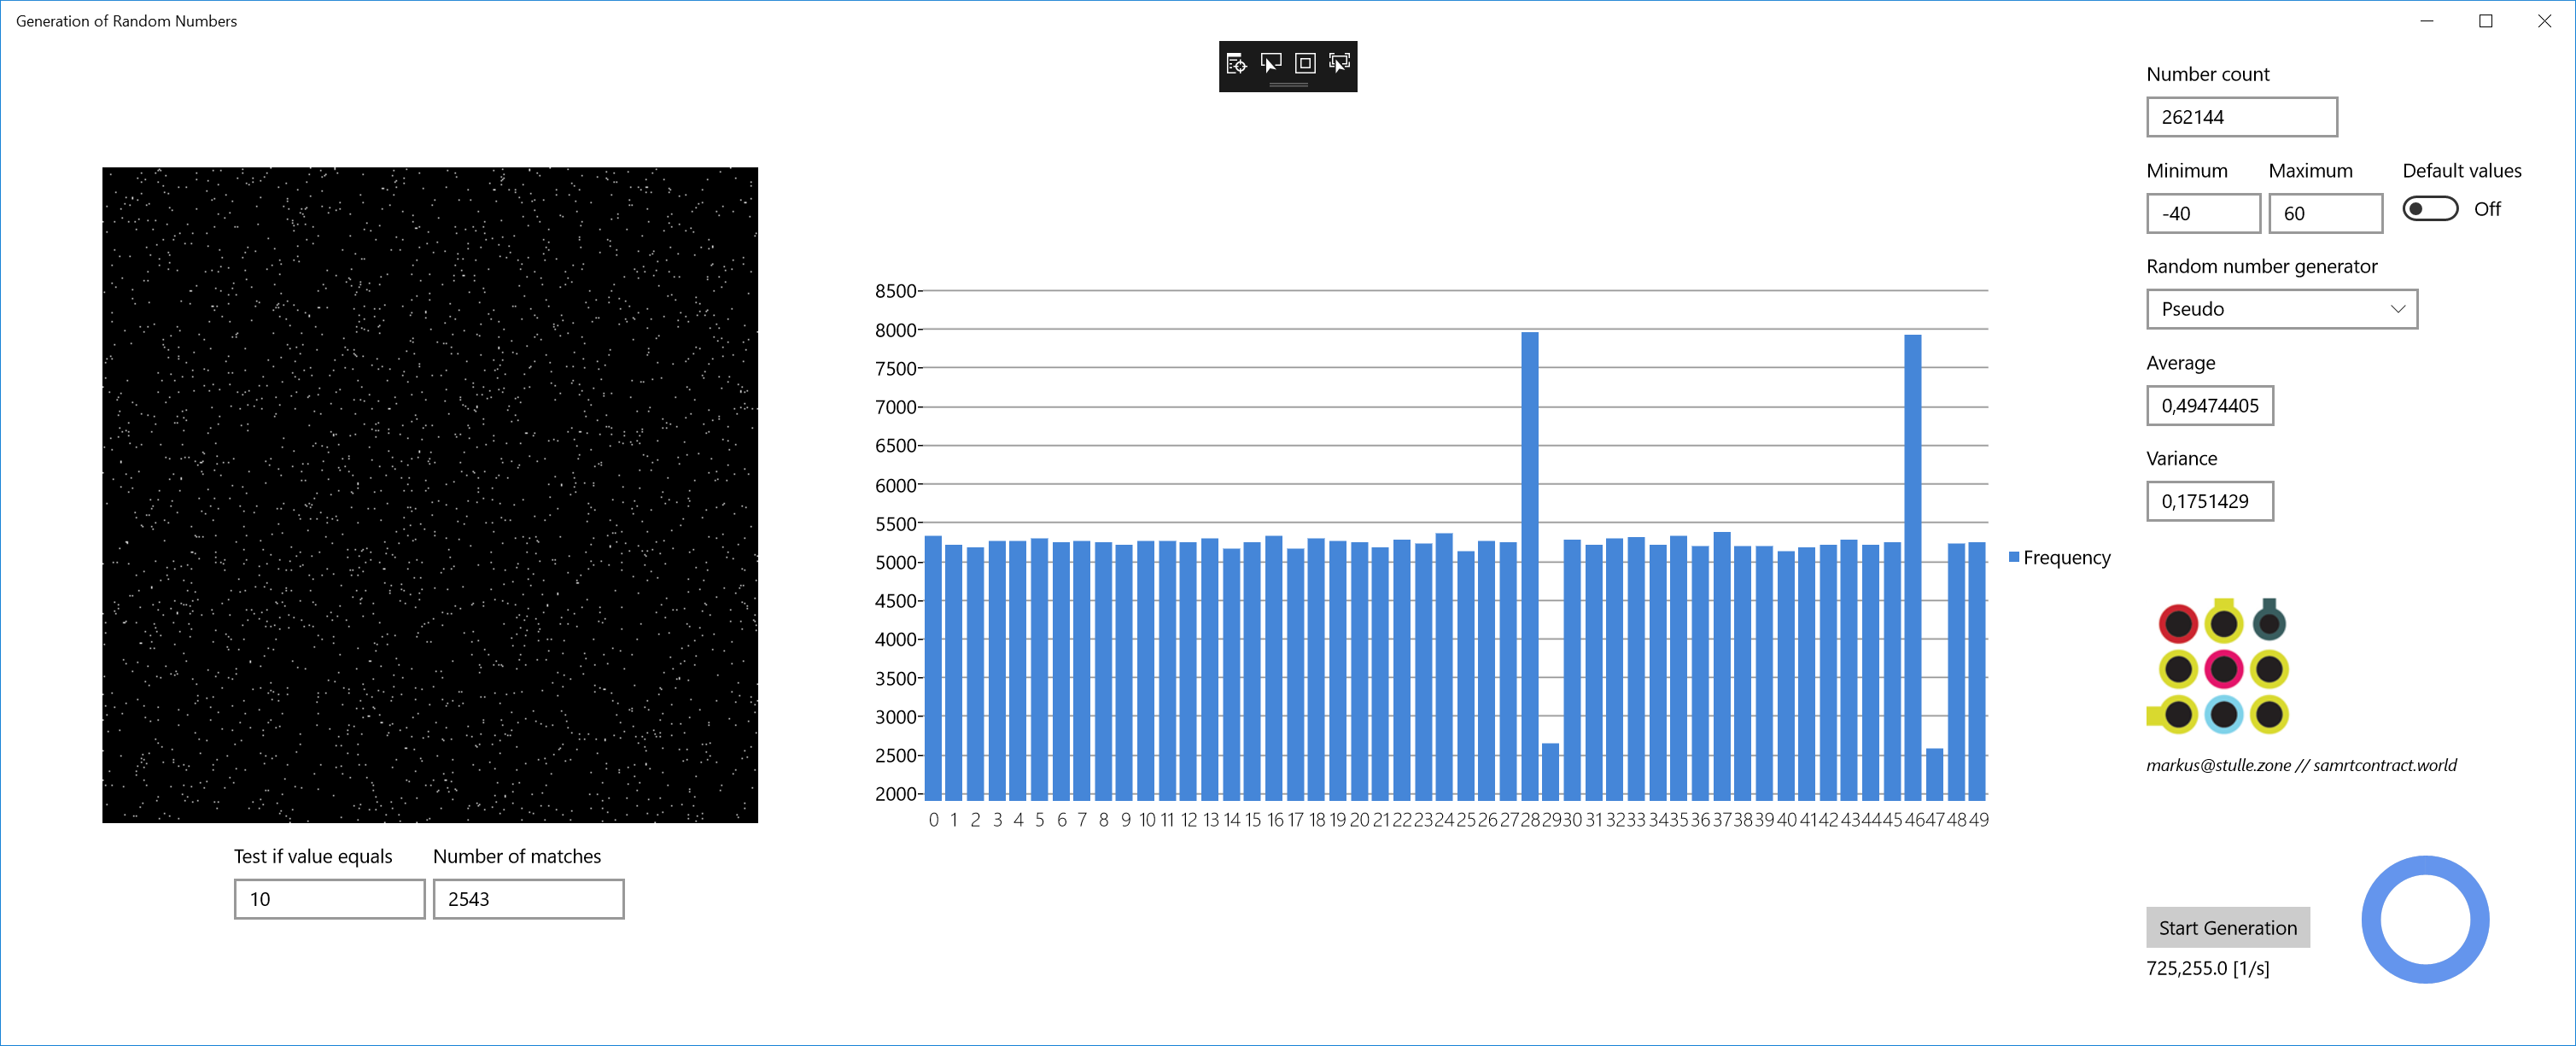 Generation of Random Numbers
Number count
262144
Minimum Maximum Default values
-40 60 Off
Random number generator
Pseudo
Average
0,49474405
Variance
0,1751429
8500
8000
7500
7000
6500
6000
5500
5000
4500
4000
3500
3000
2500
2000
0 1 2 3 4 5 6 7 8 9 10 11 12 13 14 15 16 17 18 19 20 21 22 23 24 25 26 27 28 29 30 31 32 33 34 35 36 37 38 39 40 41 42 43 44 45 46 47 48 49
Frequency
markus@stulle.zone // samrtcontract.world
Test if value equals Number of matches
10 2543
Start Generation
725,255.0 [1/s]